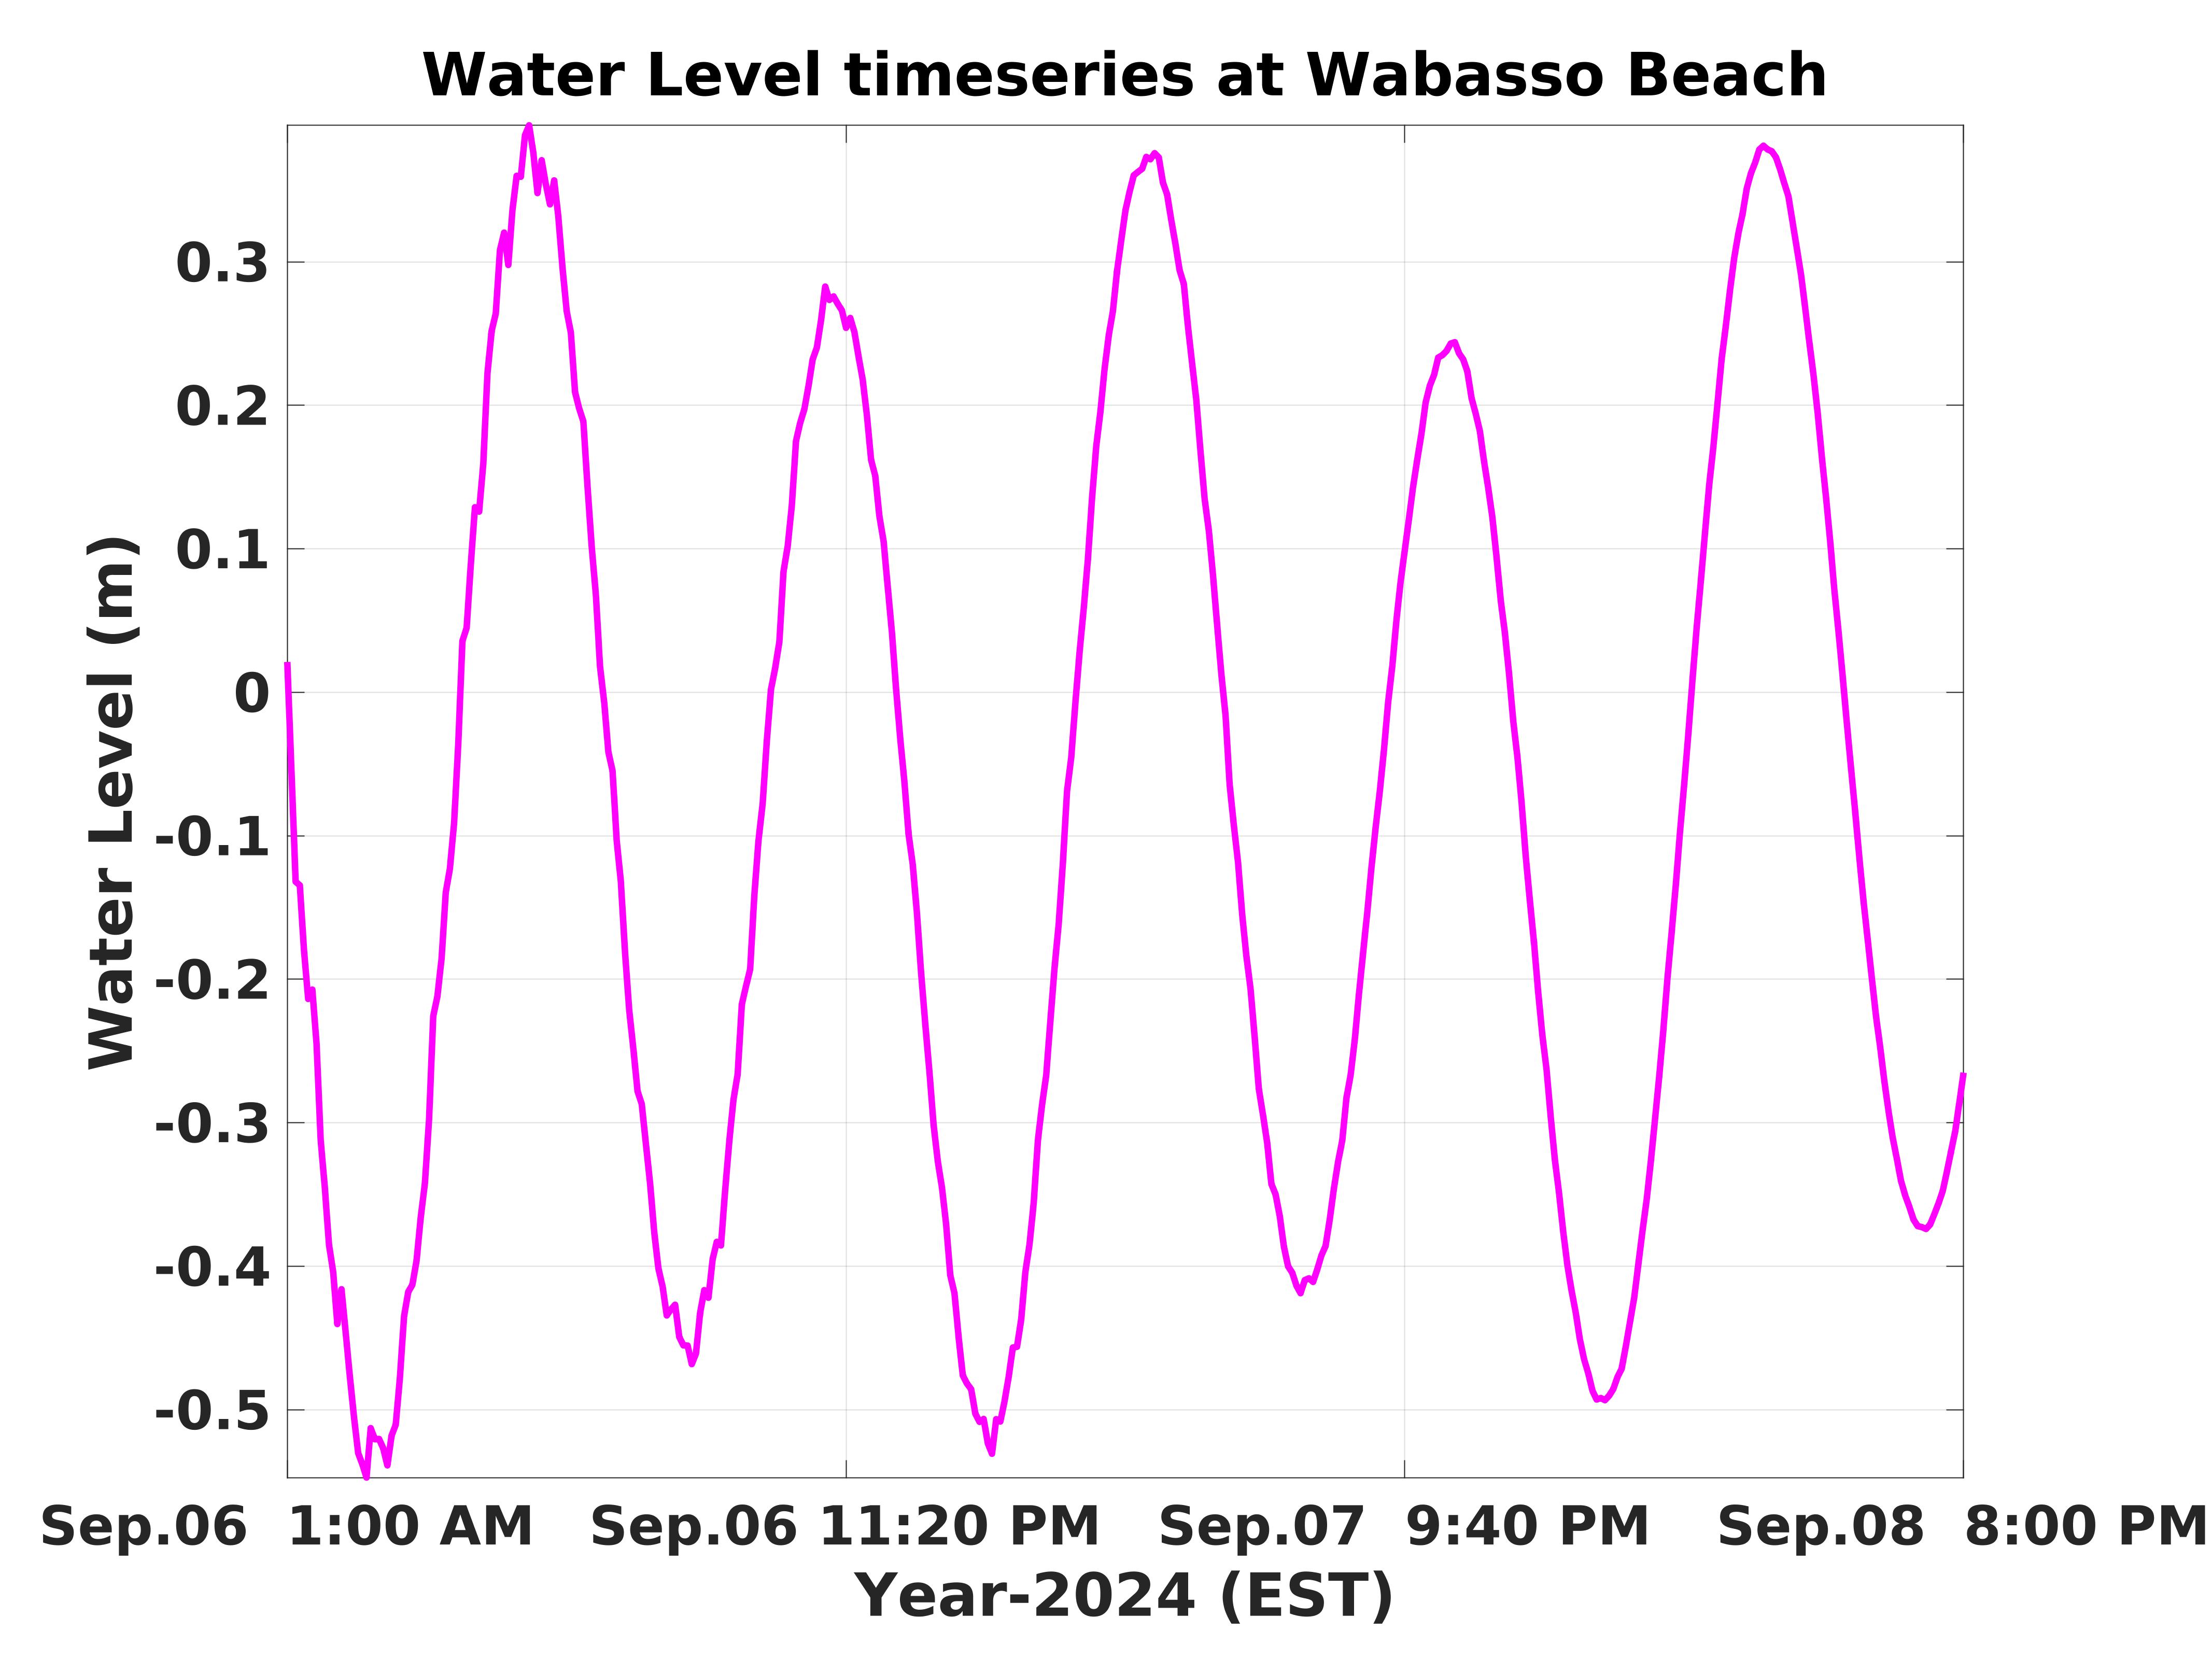 Water Level timeseries at Wabasso Beach
Water Level (m)
0.3
0.2
0.1
0
-0.1
-0.2
-0.3
-0.4
-0.5
Sep.06 1:00 AM Sep.06 11:20 PM Sep.07 9:40 PM Sep.08 8:00 PM
Year-2024 (EST)